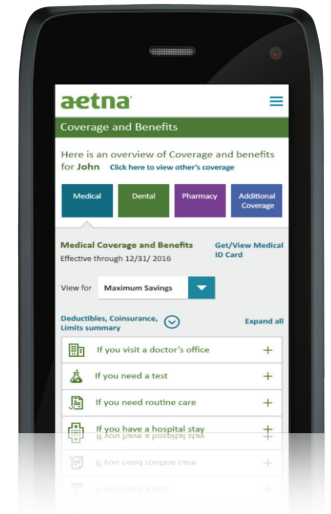 aetna
Coverage and Benefits
Here is an overview of Coverage and benefits
for John Click here to view other's coverage
Medical
Dental
Pharmacy
Additional
Coverage
Medical Coverage and Benefits
Effective through 12/31/ 2016
Get/View Medical
ID Card
View for Maximum Savings
Deductibles, Coinsurance,
Limits summary
Expand all
If you visit a doctor's office +
If you need a test +
If you need routine care +
If you have a hospital stay +